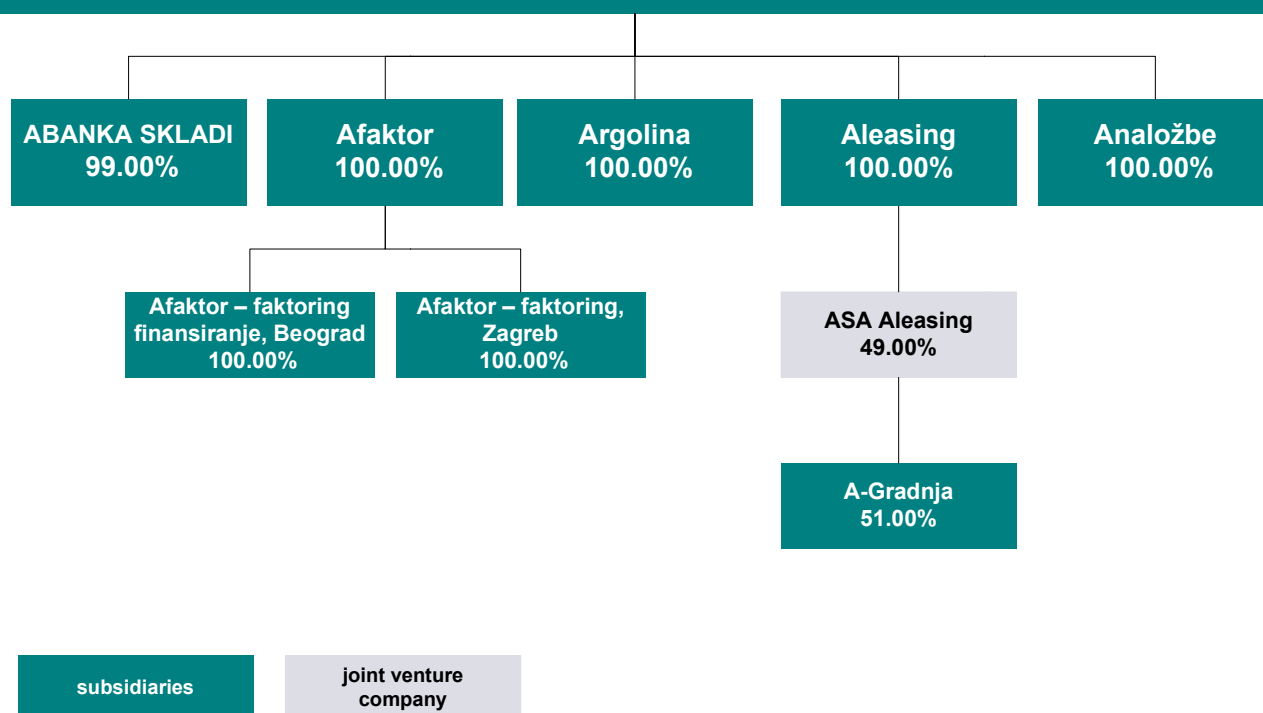 ABANKA SKLADI
99.00%
Afaktor
100.00%
Argolina
100.00%
Aleasing
100.00%
Analožbe
100.00%
Afaktor – faktoring
finansiranje, Beograd
100.00%
Afaktor – faktoring,
Zagreb
100.00%
ASA Aleasing
49.00%
A-Gradnja
51.00%
subsidiaries
joint venture
company